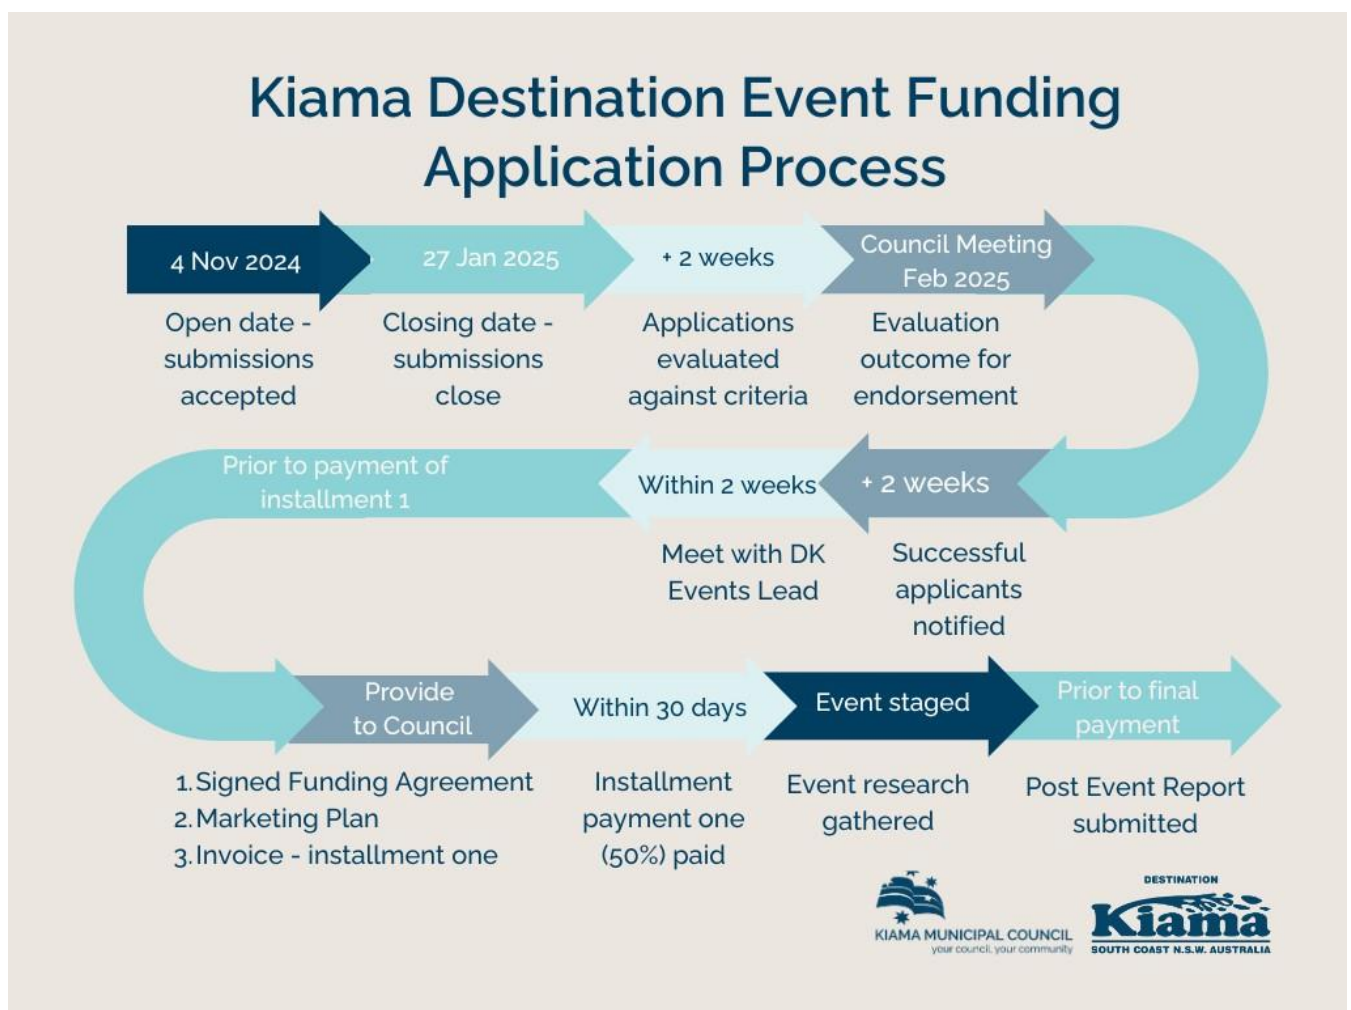 Kiama Destination Event Funding
Application Process
4 Nov 2024
Open date -
submissions
accepted
27 Jan 2025
Closing date -
submissions
close
+ 2 weeks
Applications
evaluated
against criteria
Council Meeting
Feb 2025
Evaluation
outcome for
endorsement
+ 2 weeks
Successful
applicants
notified
Within 2 weeks
Meet with DK
Events Lead
Prior to payment of
installment 1
Provide
to Council
1. Signed Funding Agreement
2. Marketing Plan
3. Invoice - installment one
Within 30 days
Installment
payment one
(50%) paid
Event staged
Event research
gathered
Prior to final
payment
Post Event Report
submitted
KIAMA MUNICIPAL COUNCIL
your council, your community
DESTINATION
Kiama
SOUTH COAST N.S.W. AUSTRALIA